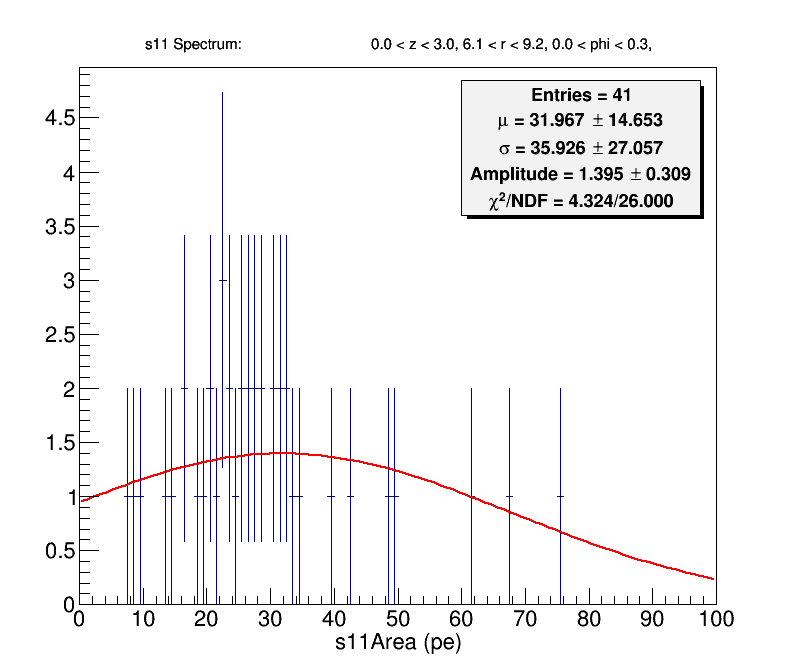 s11 Spectrum: 0.0 < z < 3.0, 6.1 < r < 9.2, 0.0 < phi < 0.3,
Entries = 41
μ = 31.967 ± 14.653
σ = 35.926 ± 27.057
Amplitude = 1.395 ± 0.309
χ²/NDF = 4.324/26.000
4.5
4
3.5
3
2.5
2
1.5
1
0.5
0
0 10 20 30 40 50 60 70 80 90 100
s11Area (pe)